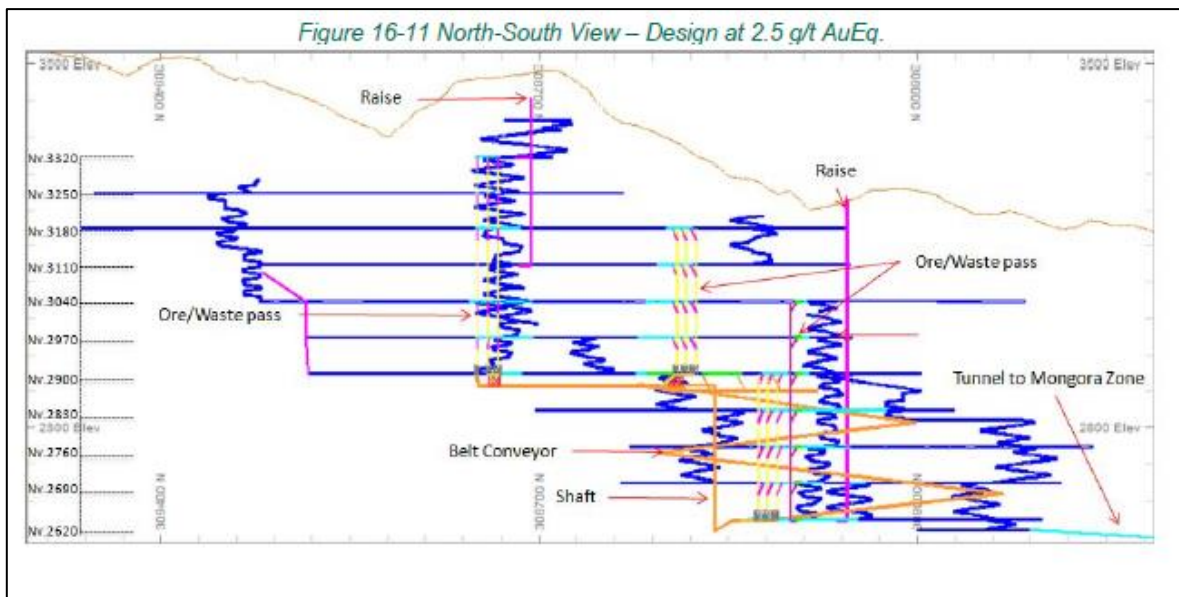 Figure 16-11 North-South View – Design at 2.5 g/t AuEq.
3500 Elev
3500 Elev
Raise
Nv.3320
Nv.3250
Raise
Nv.3180
Nv.3110
Ore/Waste pass
Nv.3040
Ore/Waste pass
Nv.2970
Nv.2900
Tunnel to Mongora Zone
Nv.2830
2800 Elev
2800 Elev
Nv.2760
Belt Conveyor
Nv.2690
Shaft
Nv.2620